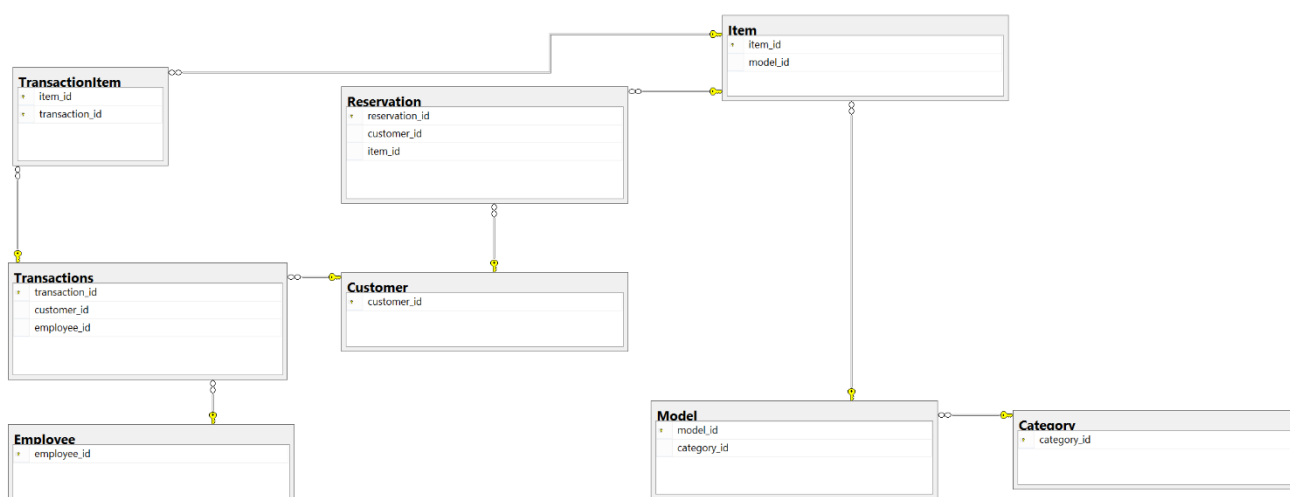 Item
item_id
model_id
TransactionItem
item_id
transaction_id
Reservation
reservation_id
customer_id
item_id
Transactions
transaction_id
customer_id
employee_id
Customer
customer_id
Employee
employee_id
Model
model_id
category_id
Category
category_id